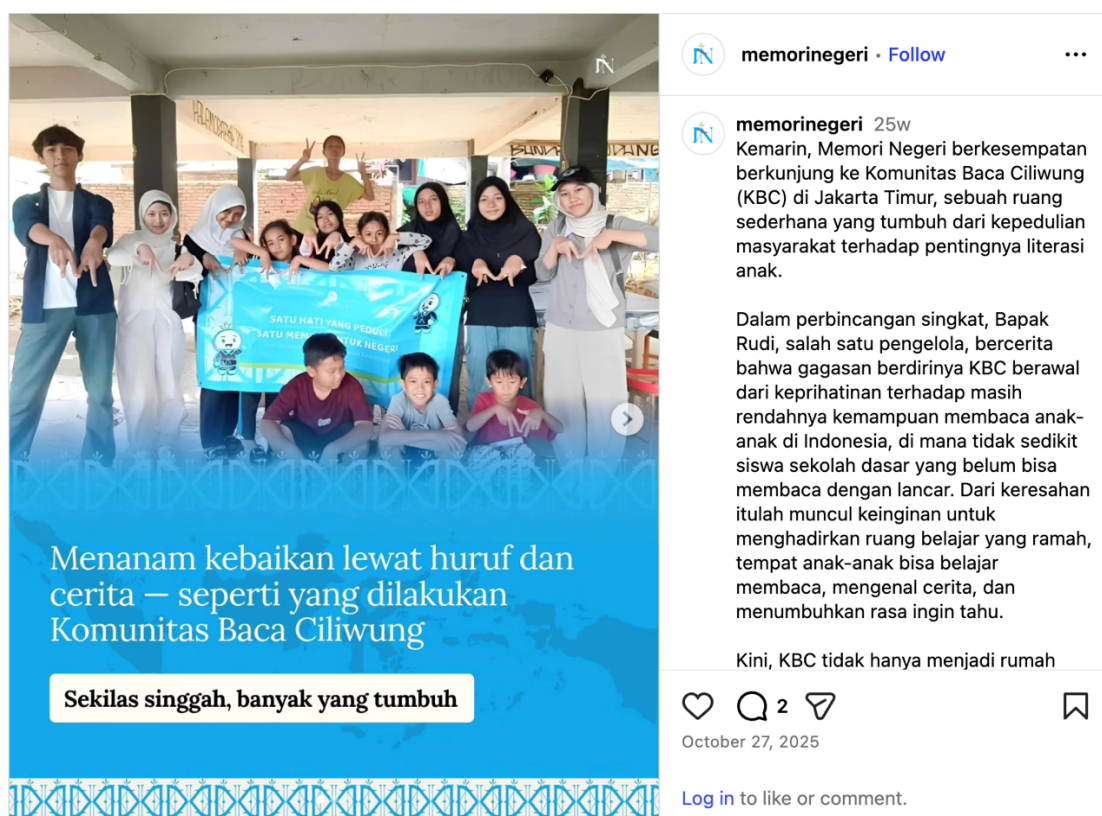 SATU HATI YANG PEDULI
SATU MEM UNTUK NEGERI
Menanam kebaikan lewat huruf dan
cerita — seperti yang dilakukan
Komunitas Baca Ciliwung
Sekilas singgah, banyak yang tumbuh
memorinegeri • Follow
memorinegeri 25w
Kemarin, Memori Negeri berkesempatan
berkunjung ke Komunitas Baca Ciliwung
(KBC) di Jakarta Timur, sebuah ruang
sederhana yang tumbuh dari kepedulian
masyarakat terhadap pentingnya literasi
anak.
Dalam perbincangan singkat, Bapak
Rudi, salah satu pengelola, bercerita
bahwa gagasan berdirinya KBC berawal
dari keprihatinan terhadap masih
rendahnya kemampuan membaca anak-
anak di Indonesia, di mana tidak sedikit
siswa sekolah dasar yang belum bisa
membaca dengan lancar. Dari keresahan
itulah muncul keinginan untuk
menghadirkan ruang belajar yang ramah,
tempat anak-anak bisa belajar
membaca, mengenal cerita, dan
menumbuhkan rasa ingin tahu.
Kini, KBC tidak hanya menjadi rumah
2
October 27, 2025
Log in to like or comment.